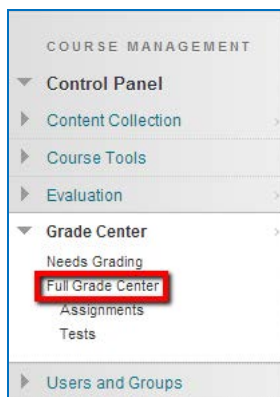 COURSE MANAGEMENT
Control Panel
Content Collection
Course Tools
Evaluation
Grade Center
Needs Grading
Full Grade Center
Assignments
Tests
Users and Groups